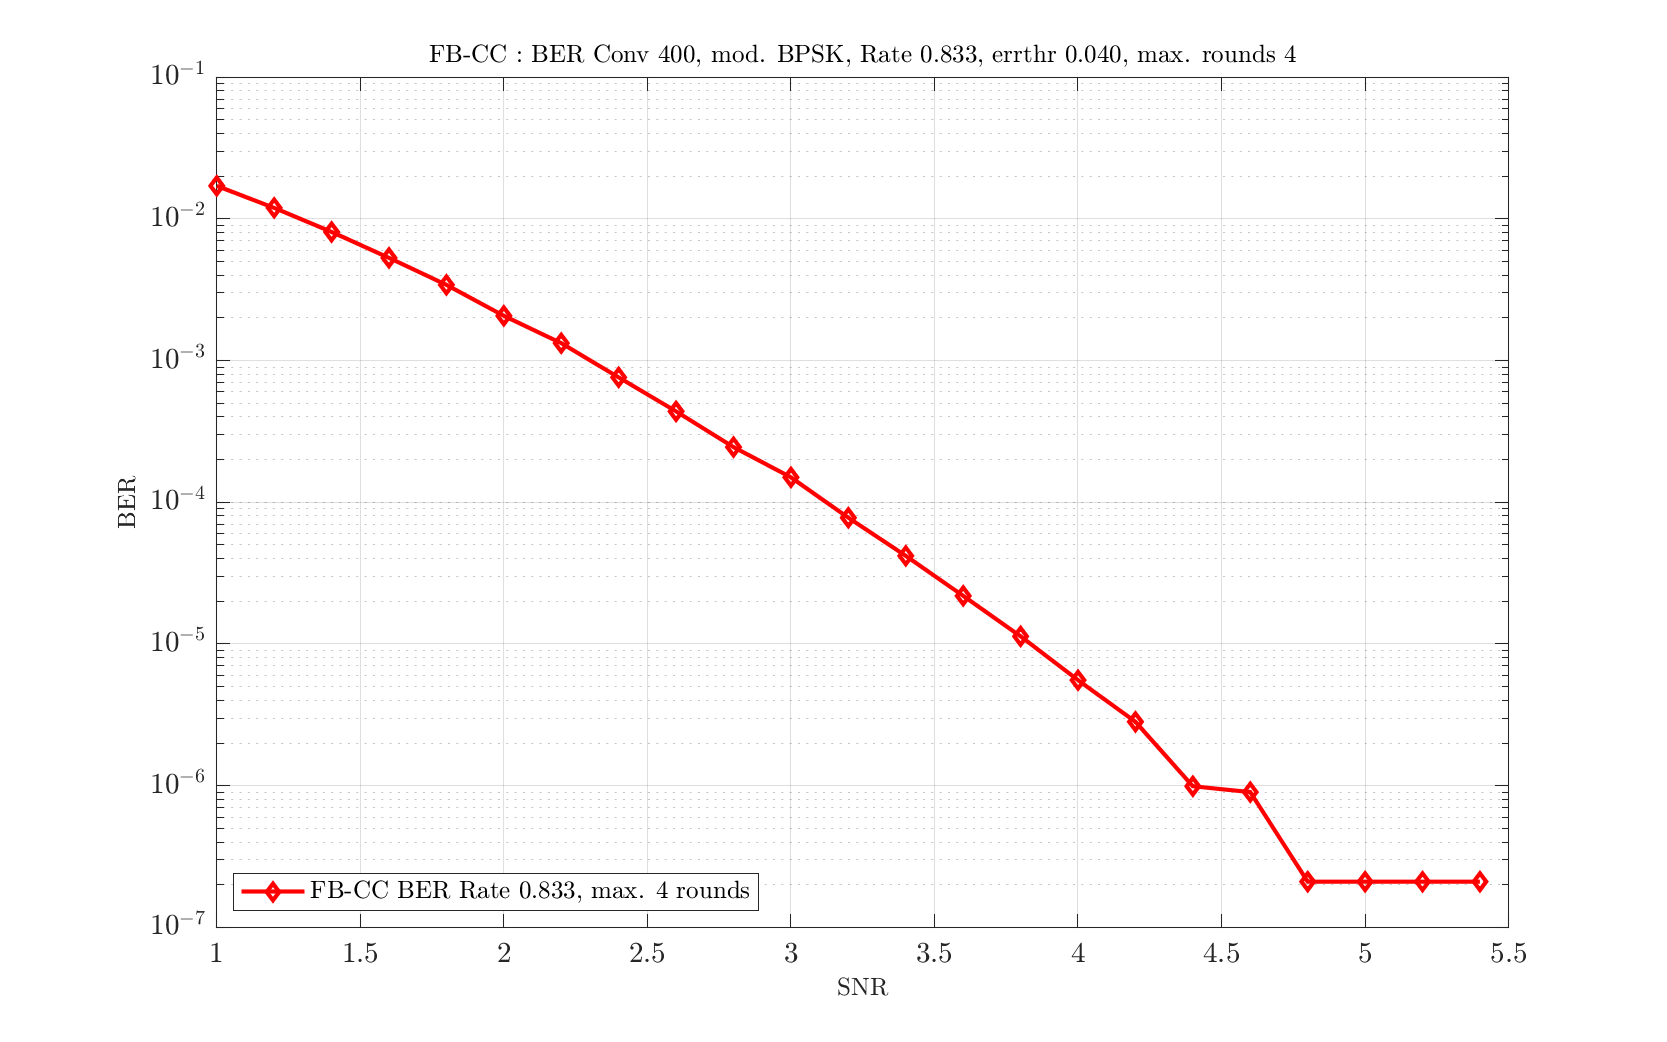 FB-CC : BER Conv 400, mod. BPSK, Rate 0.833, errthr 0.040, max. rounds 4
10^{-1}
10^{-2}
10^{-3}
10^{-4}
10^{-5}
10^{-6}
10^{-7}
BER
FB-CC BER Rate 0.833, max. 4 rounds
1 1.5 2 2.5 3 3.5 4 4.5 5 5.5
SNR